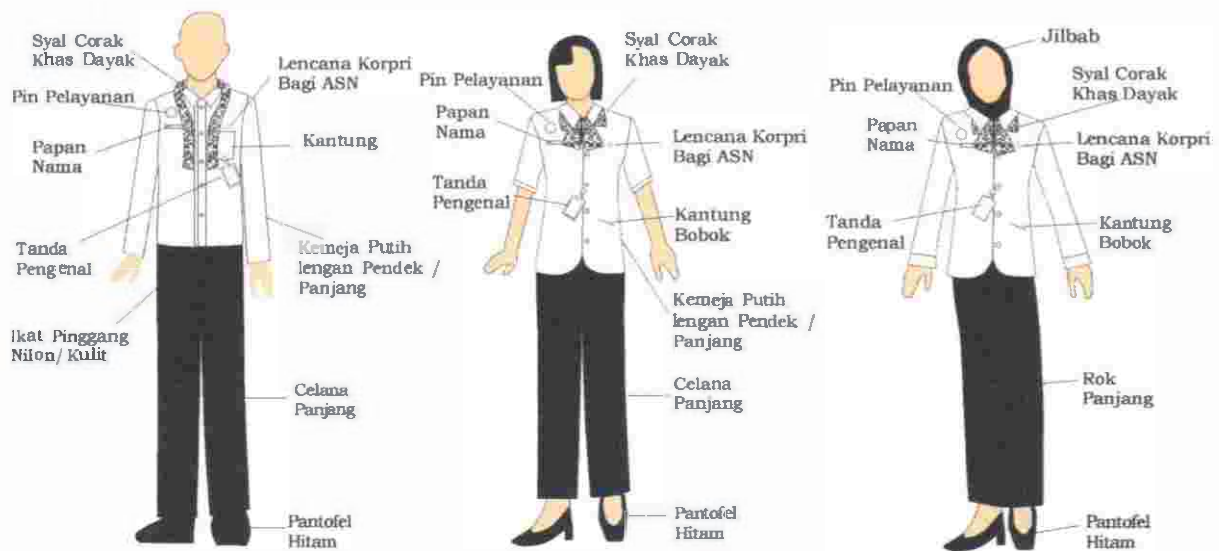 Syal Corak
Khas Dayak
Lencana Korpri
Bagi ASN
Pin Pelayanan
Papan
Nama
Kantung
Tanda
Pengenal
Kemeja Putih
lengan Pendek /
Panjang
Ikat Pinggang
Nilon/Kulit
Celana
Panjang
Pantofel
Hitam
Syal Corak
Khas Dayak
Pin Pelayanan
Papan
Nama
Lencana Korpri
Bagi ASN
Tanda
Pengenal
Kantung
Bobok
Kemeja Putih
lengan Pendek /
Panjang
Celana
Panjang
Pantofel
Hitam
Jilbab
Syal Corak
Khas Dayak
Pin Pelayanan
Papan
Nama
Lencana Korpri
Bagi ASN
Tanda
Pengenal
Kantung
Bobok
Rok
Panjang
Pantofel
Hitam